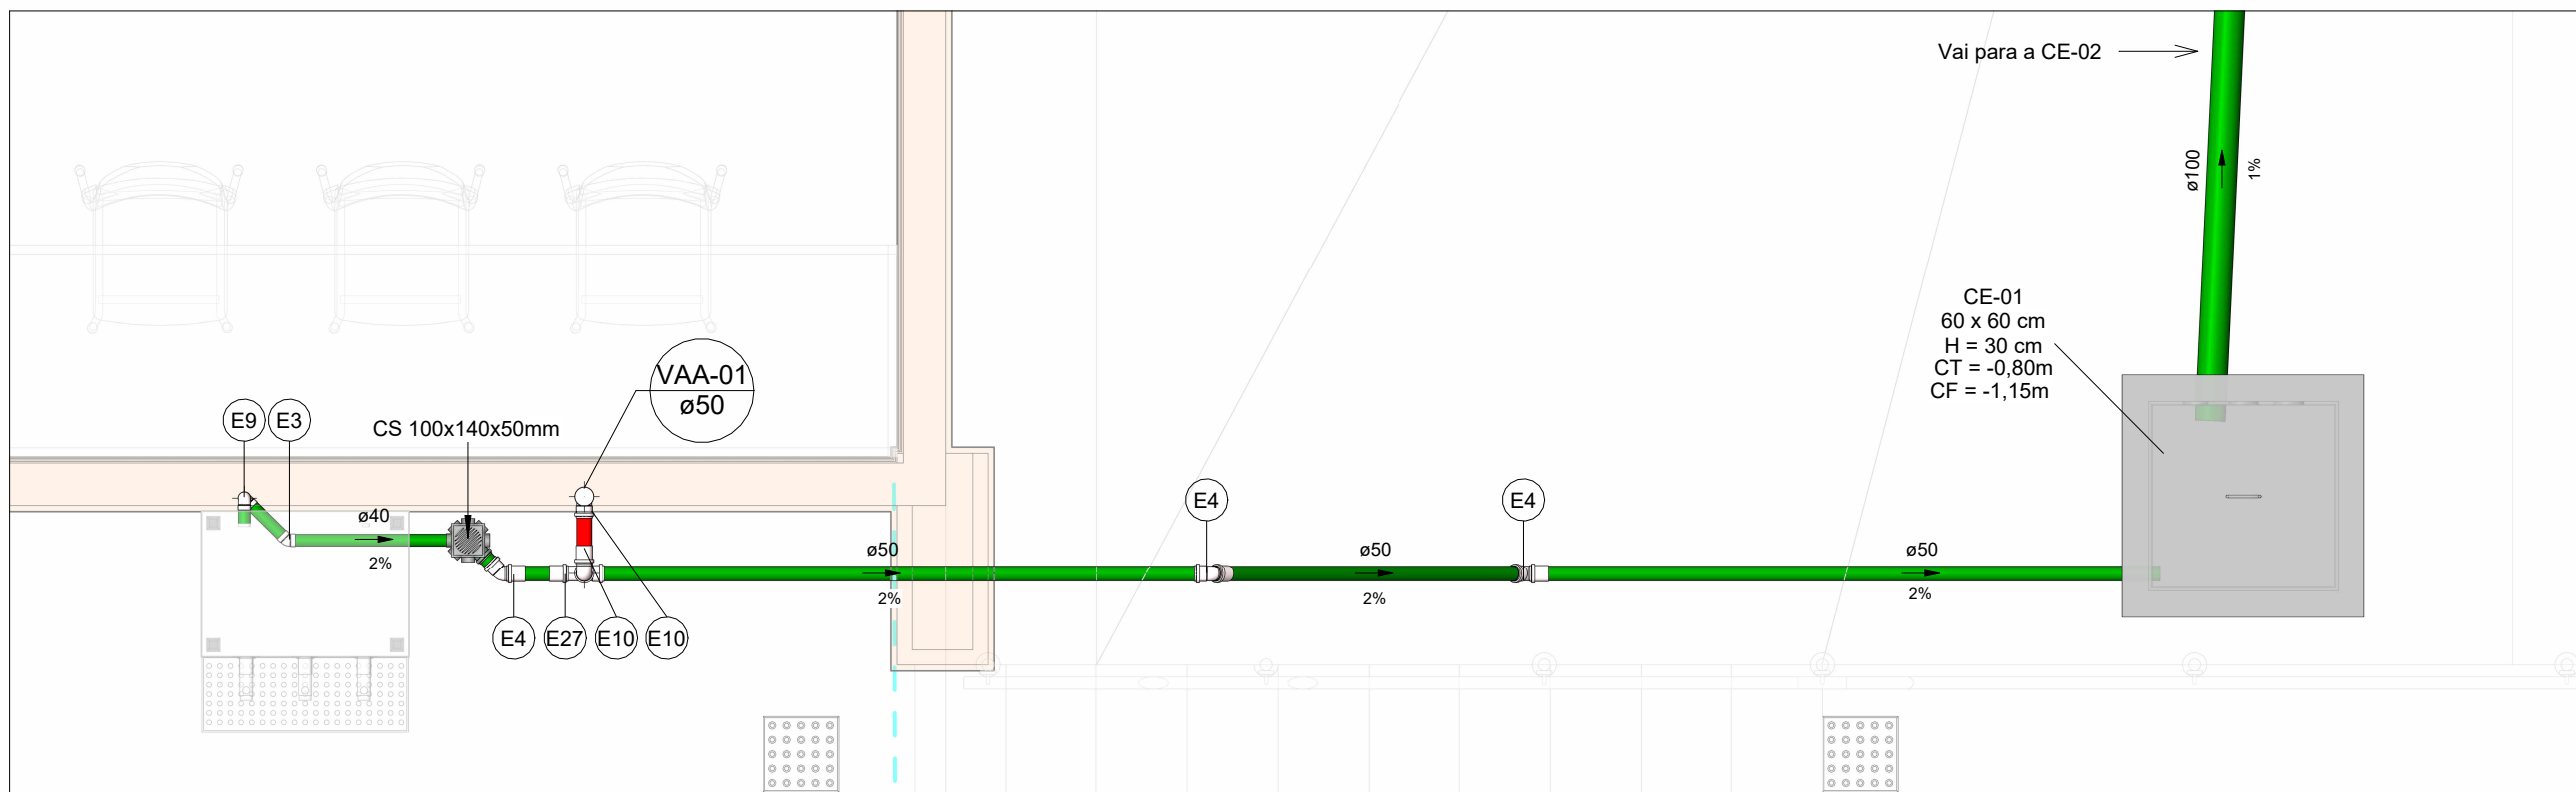 Vai para a CE-02
ø100
1%
CE-01
60 x 60 cm
H = 30 cm
CT = -0,80m
CF = -1,15m
VAA-01
ø50
E9
E3
CS 100x140x50mm
E4
E4
ø40
2%
ø50
2%
ø50
2%
ø50
2%
E4
E27
E10
E10